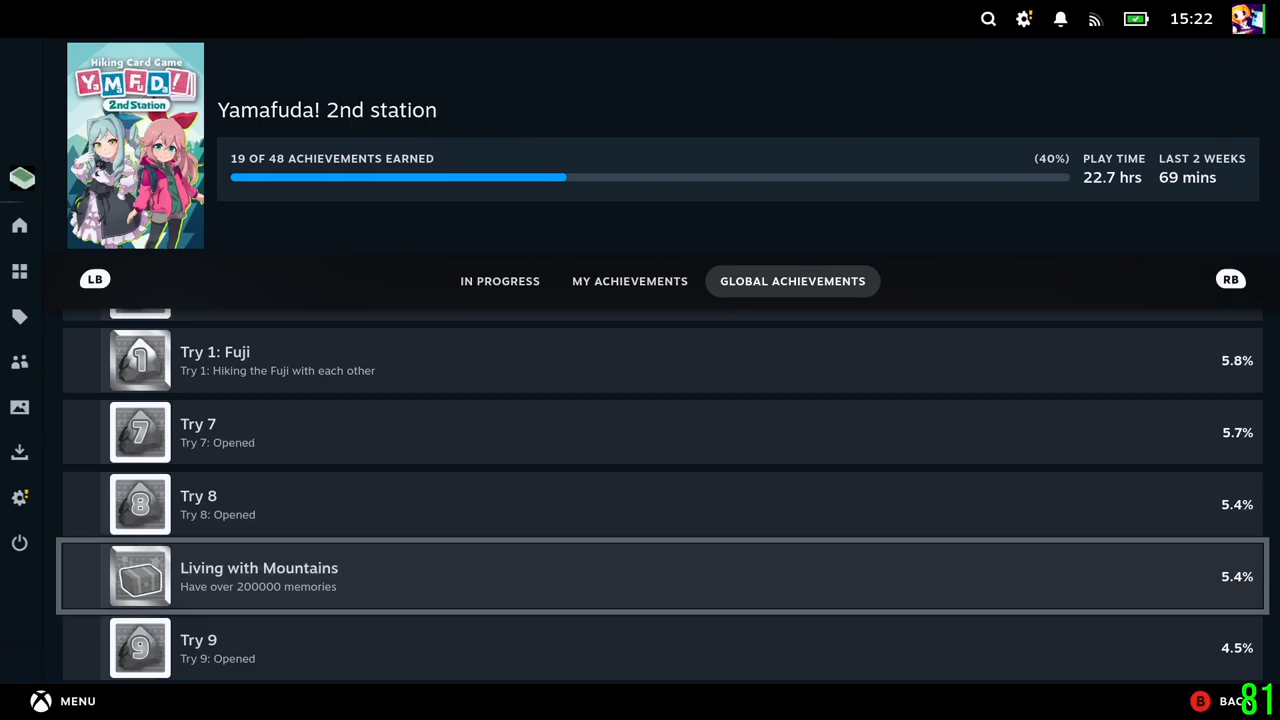 15:22
Hiking Card Game
YAMAFUDA!
2nd Station
Yamafuda! 2nd station
19 OF 48 ACHIEVEMENTS EARNED
(40%)
PLAY TIME
LAST 2 WEEKS
22.7 hrs
69 mins
LB
IN PROGRESS
MY ACHIEVEMENTS
GLOBAL ACHIEVEMENTS
RB
1
Try 1: Fuji
Try 1: Hiking the Fuji with each other
5.8%
7
Try 7
Try 7: Opened
5.7%
8
Try 8
Try 8: Opened
5.4%
Living with Mountains
Have over 200000 memories
5.4%
9
Try 9
Try 9: Opened
4.5%
MENU
B
BAC
81